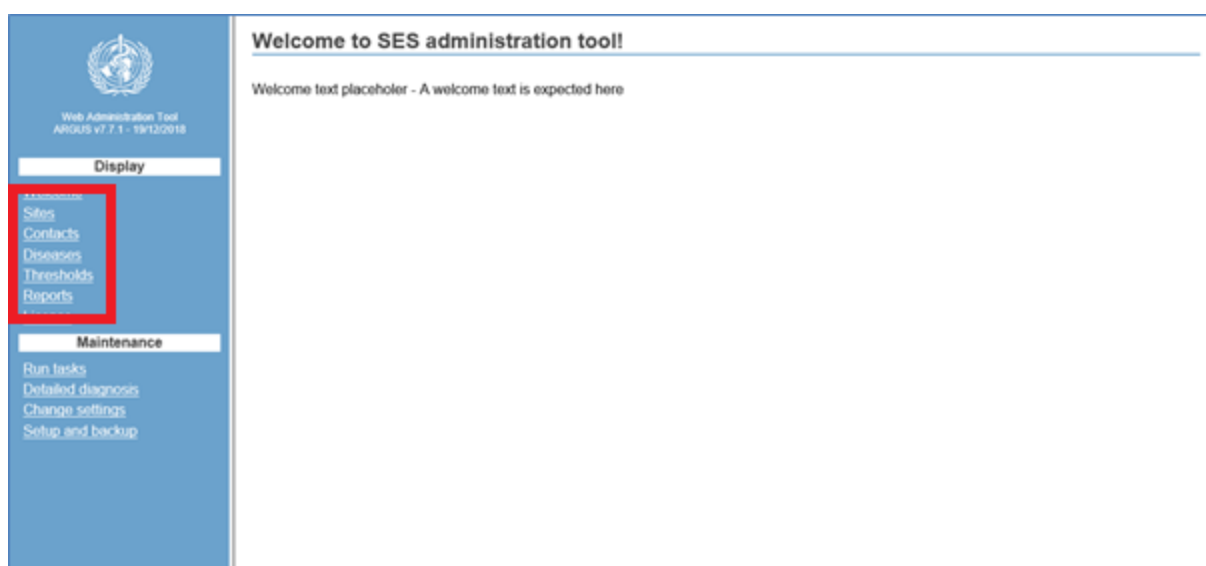 Web Administration Tool
ARGUS v7.7.1 - 19/12/2018
Display
Welcome
Sites
Contacts
Diseases
Thresholds
Reports
Maintenance
Run tasks
Detailed diagnosis
Change settings
Setup and backup
Welcome to SES administration tool!
Welcome text placeholer - A welcome text is expected here